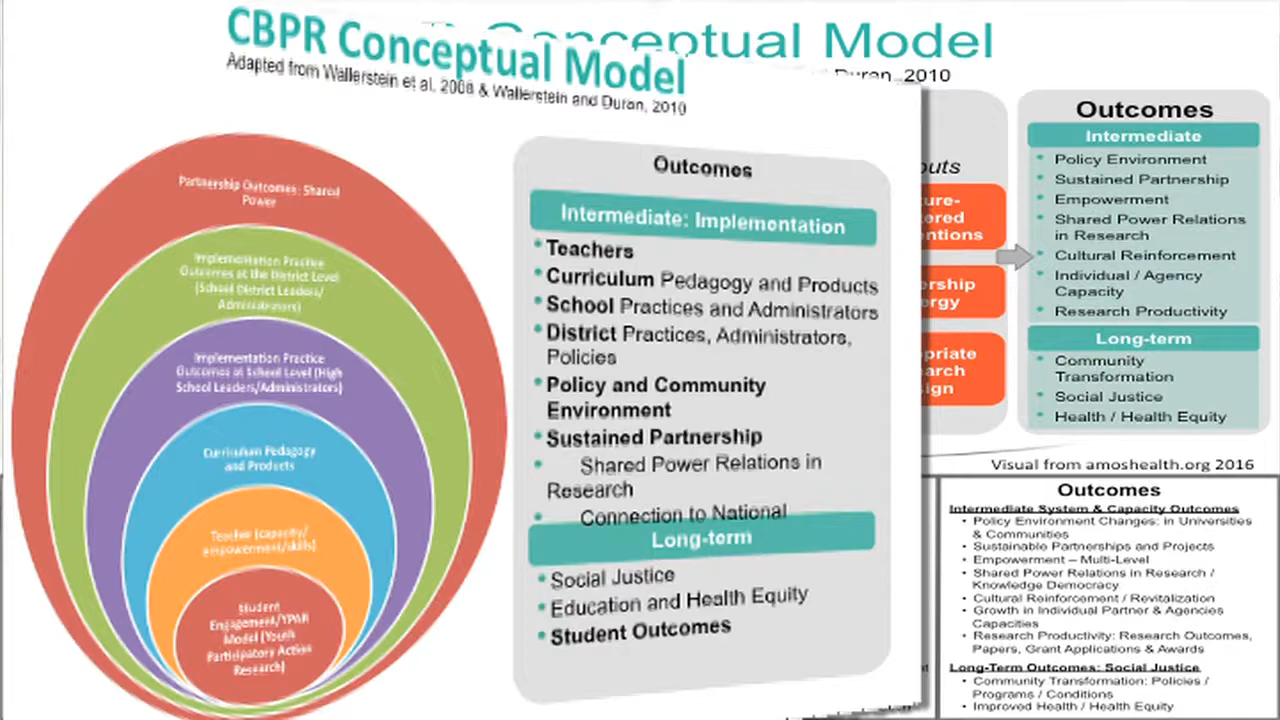 CBPR Conceptual Model
Adapted from Wallerstein et al, 2008 & Wallerstein and Duran, 2010
Conceptual Model
Duran, 2010
Partnership Outcomes: Shared
Power
Implementation Practice
Outcomes at the District Level
(School District Leaders/
Administrators)
Implementation Practice
Outcomes at School Level (High
School Leaders/Administrators)
Curriculum Pedagogy
and Products
Teacher (capacity/
empowerment/skills)
Student
Engagement/YPAR
Model (Youth
Participatory Action
Research)
Outcomes
Intermediate: Implementation
• Teachers
• Curriculum Pedagogy and Products
• School Practices and Administrators
• District Practices, Administrators,
Policies
• Policy and Community
Environment
• Sustained Partnership
• Shared Power Relations in
Research
• Connection to National
Long-term
• Social Justice
• Education and Health Equity
• Student Outcomes
Outcomes
Intermediate
• Policy Environment
• Sustained Partnership
• Empowerment
• Shared Power Relations
in Research
• Cultural Reinforcement
• Individual / Agency
Capacity
• Research Productivity
Long-term
• Community
Transformation
• Social Justice
• Health / Health Equity
Visual from amoshealth.org 2016
Outcomes
Intermediate System & Capacity Outcomes
• Policy Environment Changes: in Universities
& Communities
• Sustainable Partnerships and Projects
• Empowerment – Multi-Level
• Shared Power Relations in Research /
Knowledge Democracy
• Cultural Reinforcement / Revitalization
• Growth in Individual Partner & Agencies
Capacities
• Research Productivity: Research Outcomes,
Papers, Grant Applications & Awards
Long-Term Outcomes: Social Justice
• Community Transformation: Policies /
Programs / Conditions
• Improved Health / Health Equity